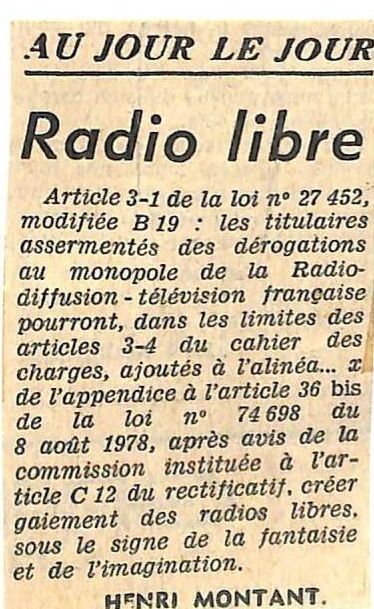 AU JOUR LE JOUR
Radio libre
Article 3-1 de la loi n° 27 452,
modifiée B 19 : les titulaires
assermentés des dérogations
au monopole de la Radio-
diffusion - télévision française
pourront, dans les limites des
articles 3-4 du cahier des
charges, ajoutés à l'alinéa... x
de l'appendice à l'article 36 bis
de la loi n° 74 698 du
8 août 1978, après avis de la
commission instituée à l'ar-
ticle C 12 du rectificatif, créer
gaiement des radios libres,
sous le signe de la fantaisie
et de l'imagination.
HENRI MONTANT.